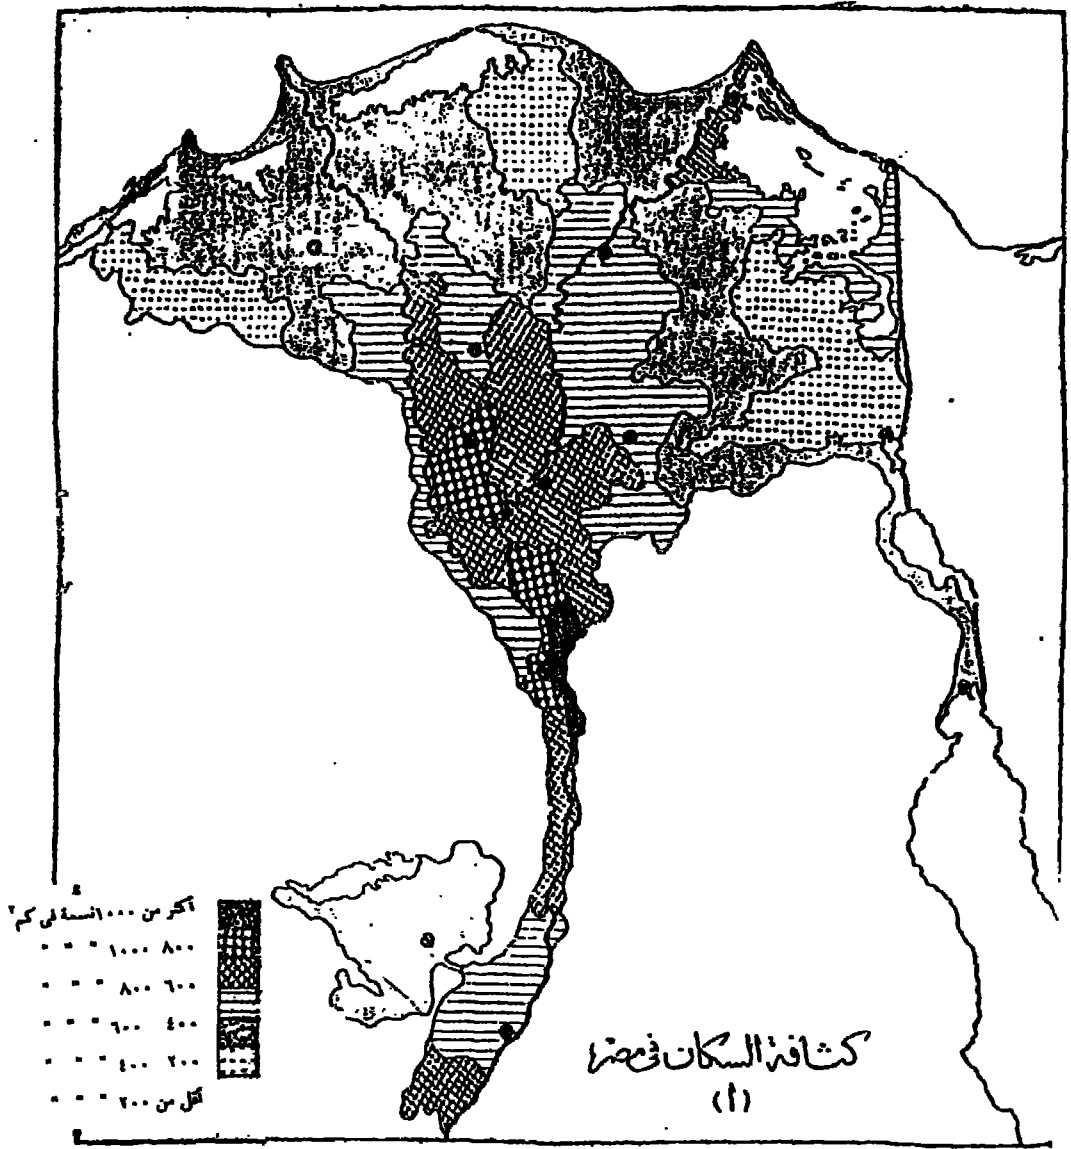 أكثر من ١٠٠٠ نسمة في كم٢
٨٠٠ ١٠٠٠ " " "
٦٠٠ ٨٠٠ " " "
٤٠٠ ٦٠٠ " " "
٢٠٠ ٤٠٠ " " "
أقل من ٢٠٠ " " "
كثافة السكان في مصر
(أ)